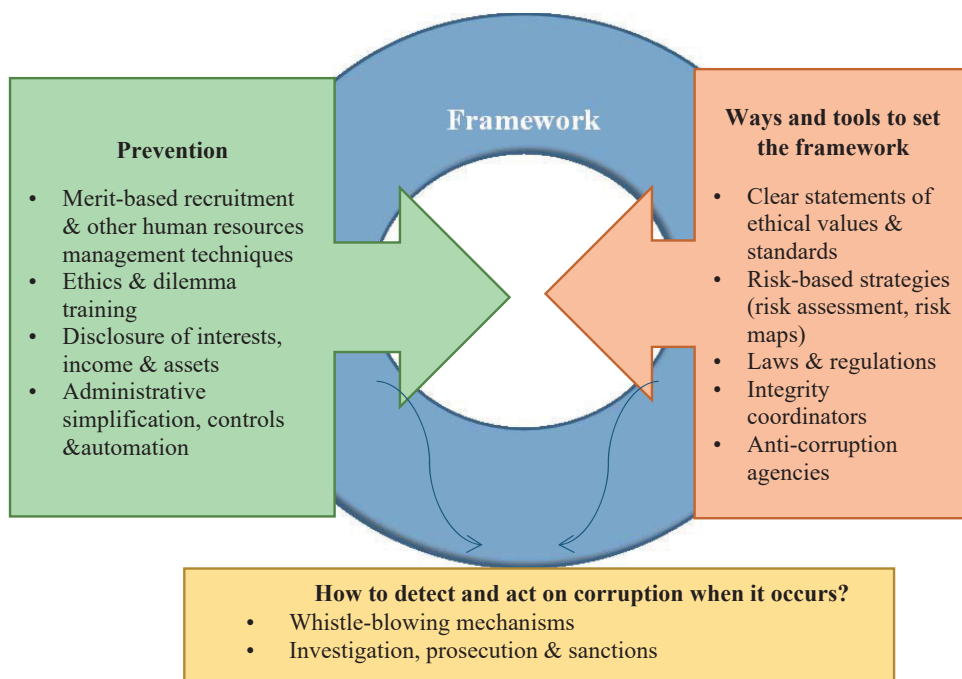 Framework
Prevention
• Merit-based recruitment
& other human resources
management techniques
• Ethics & dilemma
training
• Disclosure of interests,
income & assets
• Administrative
simplification, controls
&automation
Ways and tools to set
the framework
• Clear statements of
ethical values &
standards
• Risk-based strategies
(risk assessment, risk
maps)
• Laws & regulations
• Integrity
coordinators
• Anti-corruption
agencies
How to detect and act on corruption when it occurs?
• Whistle-blowing mechanisms
• Investigation, prosecution & sanctions